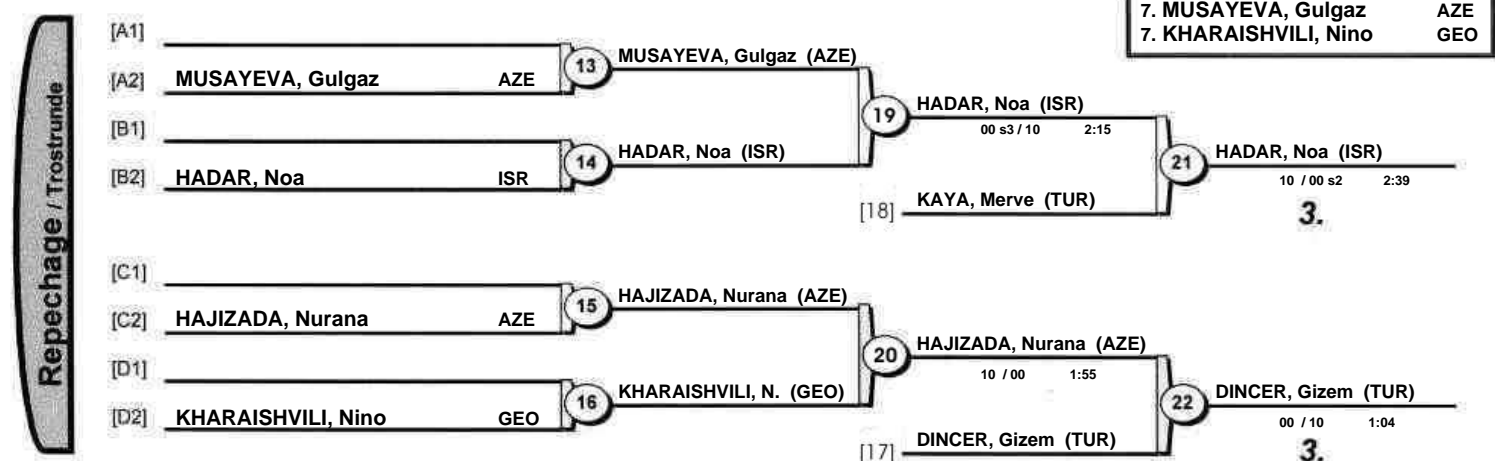 7. MUSAYEVA, Gulgaz AZE
7. KHARAISHVILI, Nino GEO
Repechage / Trostrunde
[A1]
[A2] MUSAYEVA, Gulgaz AZE
13
MUSAYEVA, Gulgaz (AZE)
[B1]
[B2] HADAR, Noa ISR
14
HADAR, Noa (ISR)
19
HADAR, Noa (ISR)
00 s3 / 10 2:15
[18] KAYA, Merve (TUR)
21
HADAR, Noa (ISR)
10 / 00 s2 2:39
3.
[C1]
[C2] HAJIZADA, Nurana AZE
15
HAJIZADA, Nurana (AZE)
[D1]
[D2] KHARAISHVILI, Nino GEO
16
KHARAISHVILI, N. (GEO)
20
HAJIZADA, Nurana (AZE)
10 / 00 1:55
[17] DINCER, Gizem (TUR)
22
DINCER, Gizem (TUR)
00 / 10 1:04
3.